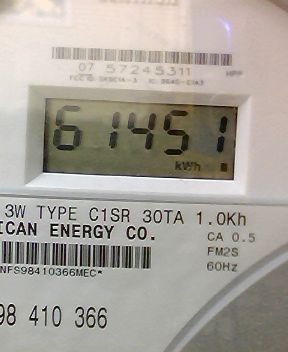 07 57245311
61451
kWh
3W TYPE C1SR 30TA 1.0Kh
ICAN ENERGY CO.
CA 0.5
FM2S
60Hz
NFS98410366MEC*
98 410 366